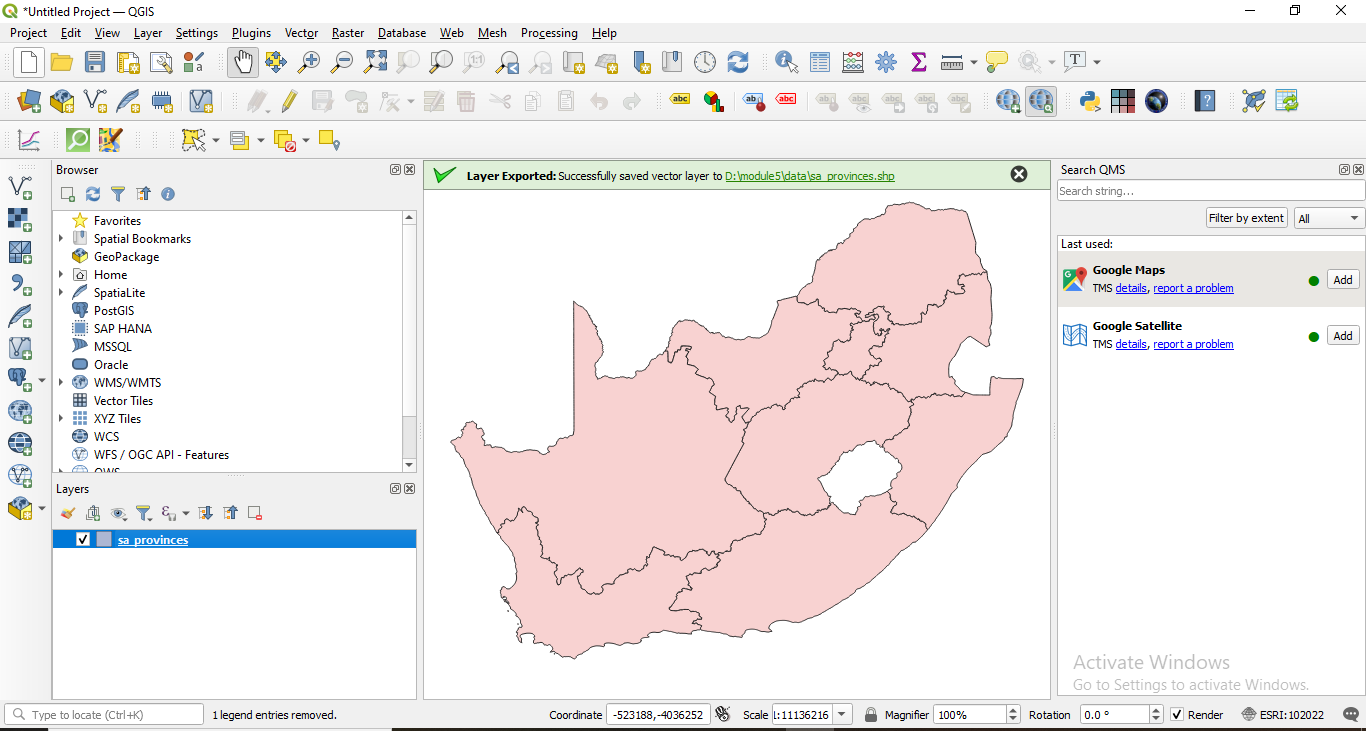 *Untitled Project — QGIS
Project Edit View Layer Settings Plugins Vector Raster Database Web Mesh Processing Help
Browser
Favorites
Spatial Bookmarks
GeoPackage
Home
SpatiaLite
PostGIS
SAP HANA
MSSQL
Oracle
WMS/WMTS
Vector Tiles
XYZ Tiles
WCS
WFS / OGC API - Features
OWS
Layers
sa_provinces
Layer Exported: Successfully saved vector layer to D:\module5\data\sa_provinces.shp
Search QMS
Search string...
Filter by extent All
Last used:
Google Maps
TMS details, report a problem
Add
Google Satellite
TMS details, report a problem
Add
Activate Windows
Go to Settings to activate Windows.
Type to locate (Ctrl+K) 1 legend entries removed. Coordinate -523188,-4036252 Scale 1:11136216 Magnifier 100% Rotation 0.0 ° Render ESRI:102022